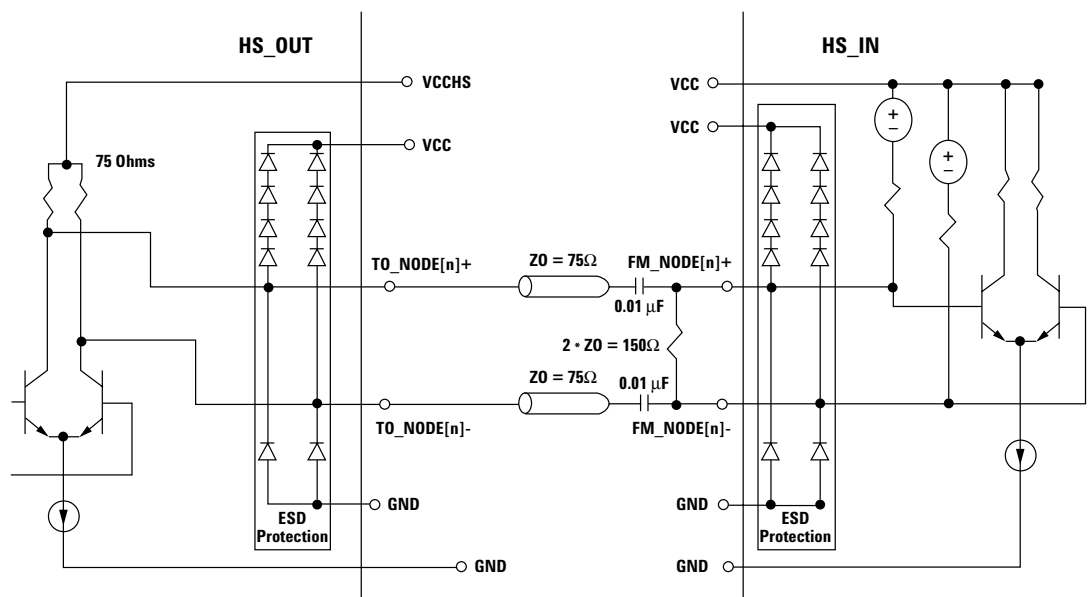 HS_OUT
HS_IN
VCCHS
VCC
VCC
VCC
75 Ohms
+
−
+
−
TO_NODE[n]+
ZO = 75Ω
FM_NODE[n]+
0.01 μF
2 • ZO = 150Ω
ZO = 75Ω
0.01 μF
TO_NODE[n]-
FM_NODE[n]-
GND
GND
ESD
Protection
ESD
Protection
GND
GND